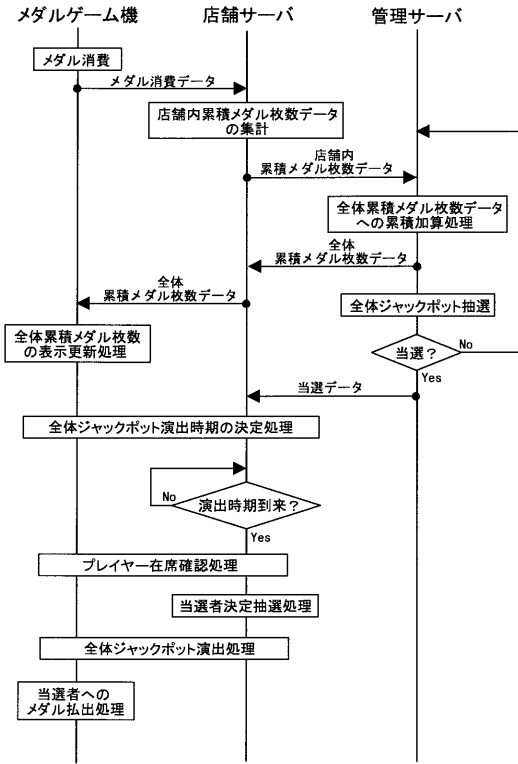 メダルゲーム機
店舗サーバ
管理サーバ
メダル消費
メダル消費データ
店舗内累積メダル枚数データ
の集計
店舗内
累積メダル枚数データ
全体累積メダル枚数データ
への累積加算処理
全体
累積メダル枚数データ
全体
累積メダル枚数データ
全体ジャックポット抽選
全体累積メダル枚数
の表示更新処理
当選？
No
Yes
当選データ
全体ジャックポット演出時期の決定処理
No
演出時期到来？
Yes
プレイヤー在席確認処理
当選者決定抽選処理
全体ジャックポット演出処理
当選者への
メダル払出処理